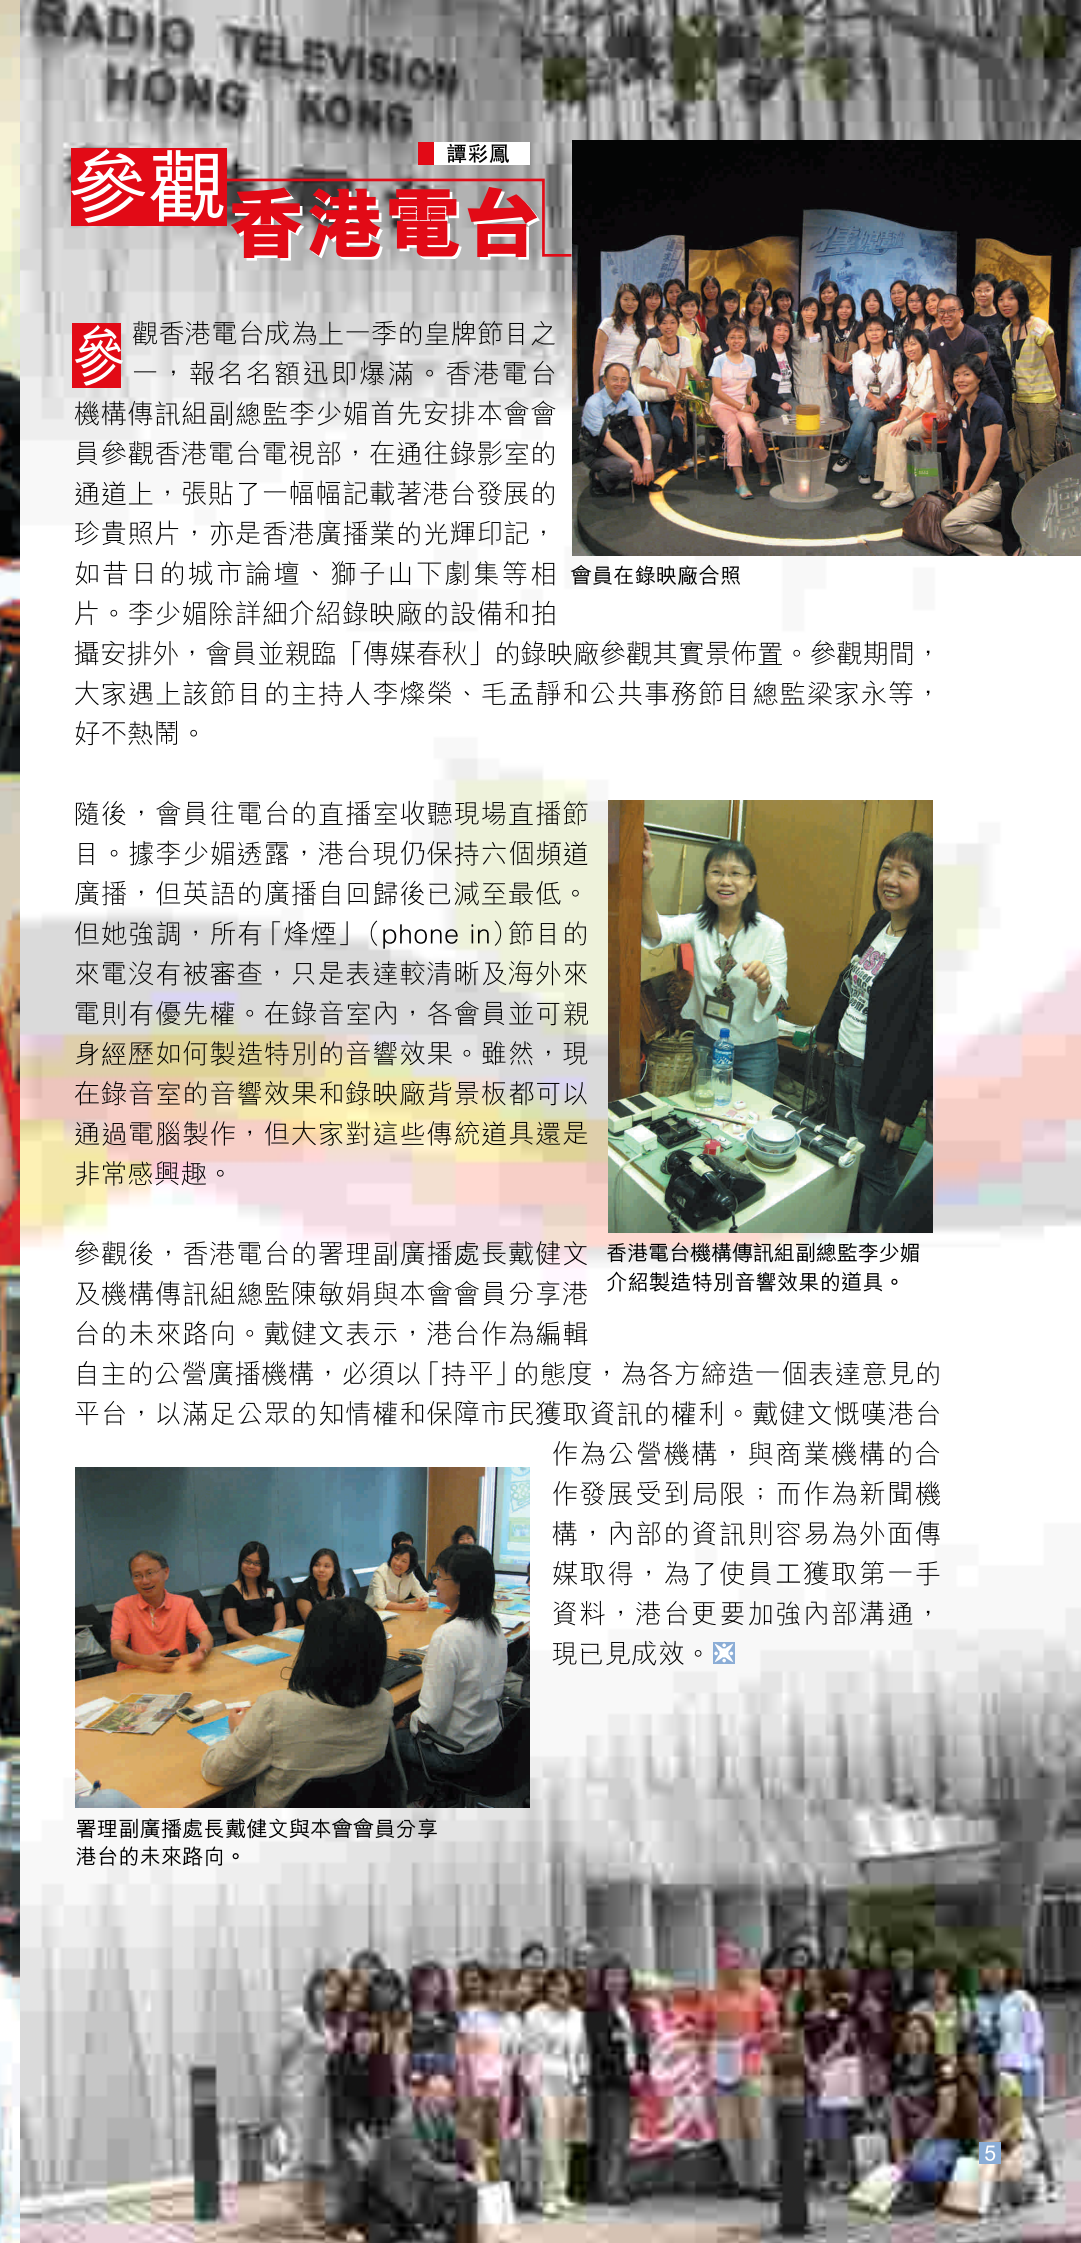 RADIO TELEVISION
HONG KONG
譚彩鳳
參觀
香港電台
參觀香港電台成為上一季的皇牌節目之
一，報名名額迅即爆滿。香港電台
機構傳訊組副總監李少媚首先安排本會會
員參觀香港電台電視部，在通往錄影室的
通道上，張貼了一幅幅記載著港台發展的
珍貴照片，亦是香港廣播業的光輝印記，
如昔日的城市論壇、獅子山下劇集等相
片。李少媚除詳細介紹錄映廠的設備和拍
攝安排外，會員並親臨「傳媒春秋」的錄映廠參觀其實景佈置。參觀期間，
大家遇上該節目的主持人李燦榮、毛孟靜和公共事務節目總監梁家永等，
好不熱鬧。
會員在錄映廠合照
隨後，會員往電台的直播室收聽現場直播節
目。據李少媚透露，港台現仍保持六個頻道
廣播，但英語的廣播自回歸後已減至最低。
但她強調，所有「烽煙」（phone in）節目的
來電沒有被審查，只是表達較清晰及海外來
電則有優先權。在錄音室內，各會員並可親
身經歷如何製造特別的音響效果。雖然，現
在錄音室的音響效果和錄映廠背景板都可以
通過電腦製作，但大家對這些傳統道具還是
非常感興趣。
香港電台機構傳訊組副總監李少媚
介紹製造特別音響效果的道具。
參觀後，香港電台的署理副廣播處長戴健文
及機構傳訊組總監陳敏娟與本會會員分享港
台的未來路向。戴健文表示，港台作為編輯
自主的公營廣播機構，必須以「持平」的態度，為各方締造一個表達意見的
平台，以滿足公眾的知情權和保障市民獲取資訊的權利。戴健文慨嘆港台
作為公營機構，與商業機構的合
作發展受到局限；而作為新聞機
構，內部的資訊則容易為外面傳
媒取得，為了使員工獲取第一手
資料，港台更要加強內部溝通，
現已見成效。
署理副廣播處長戴健文與本會會員分享
港台的未來路向。
5